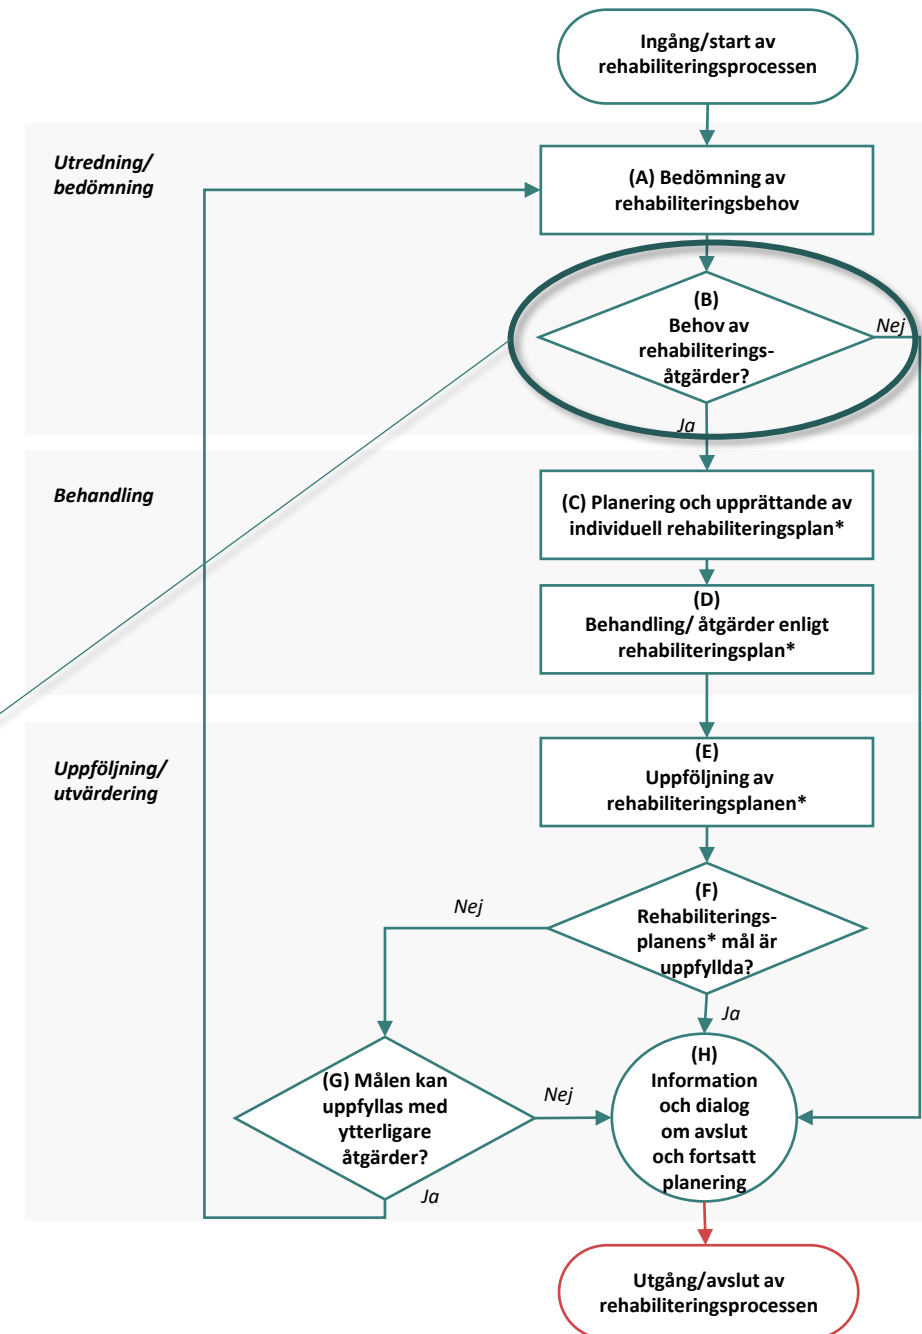 Ingång/start av
rehabiliteringsprocessen
Utredning/
bedömning
(A) Bedömning av
rehabiliteringsbehov
(B)
Behov av
rehabiliterings-
åtgärder?
Nej
Ja
Behandling
(C) Planering och upprättande av
individuell rehabiliteringsplan*
(D)
Behandling/ åtgärder enligt
rehabiliteringsplan*
Uppföljning/
utvärdering
(E)
Uppföljning av
rehabiliteringsplanen*
(F)
Rehabiliterings-
planens* mål är
uppfyllda?
Nej
Ja
(G) Målen kan
uppfyllas med
ytterligare
åtgärder?
Nej
Ja
(H)
Information
och dialog
om avslut
och fortsatt
planering
Utgång/avslut av
rehabiliteringsprocessen